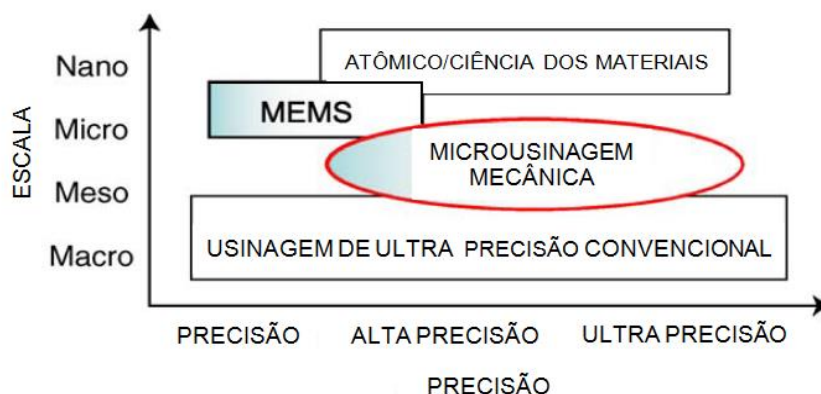 Nano
ATÔMICO/CIÊNCIA DOS MATERIAIS
MEMS
Micro
MICROUSINAGEM
MECÂNICA
ESCALA
Meso
USINAGEM DE ULTRA PRECISÃO CONVENCIONAL
Macro
PRECISÃO
ALTA PRECISÃO
ULTRA PRECISÃO
PRECISÃO